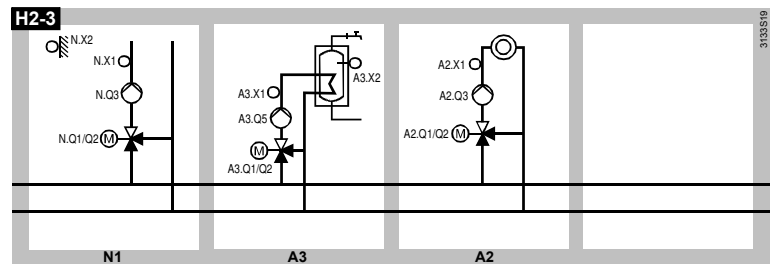 H2-3
3133S19
N.X2
N.X1
N.Q3
N.Q1/Q2 M
A3.X2
A3.X1
A3.Q5
M
A3.Q1/Q2
A2.X1
A2.Q3
A2.Q1/Q2 M
N1 A3 A2